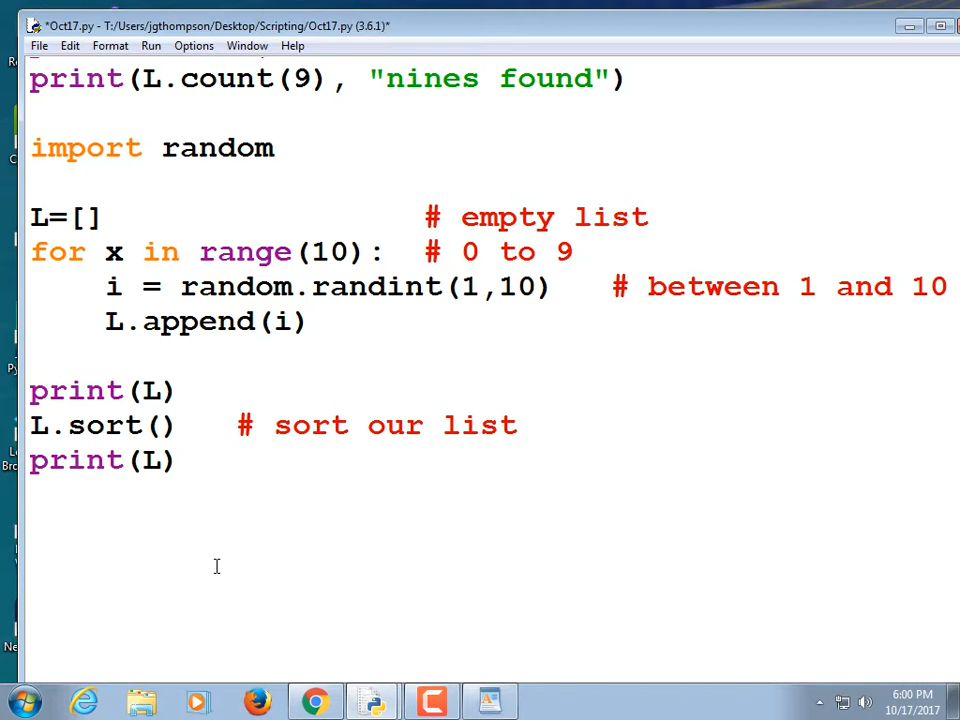 *Oct17.py - T:/Users/jgthompson/Desktop/Scripting/Oct17.py (3.6.1)*
File Edit Format Run Options Window Help
print(L.count(9), "nines found")
import random
L=[] # empty list
for x in range(10): # 0 to 9
i = random.randint(1,10) # between 1 and 10
L.append(i)
print(L)
L.sort() # sort our list
print(L)
6:00 PM
10/17/2017